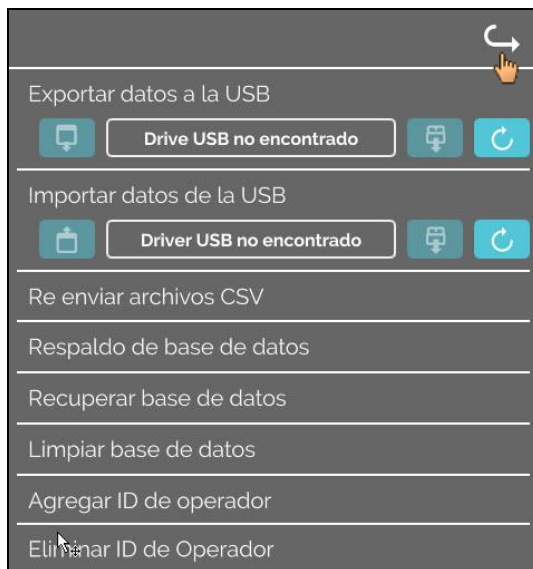 Exportar datos a la USB
Drive USB no encontrado
Importar datos de la USB
Driver USB no encontrado
Re enviar archivos CSV
Respaldo de base de datos
Recuperar base de datos
Limpiar base de datos
Agregar ID de operador
Eliminar ID de Operador